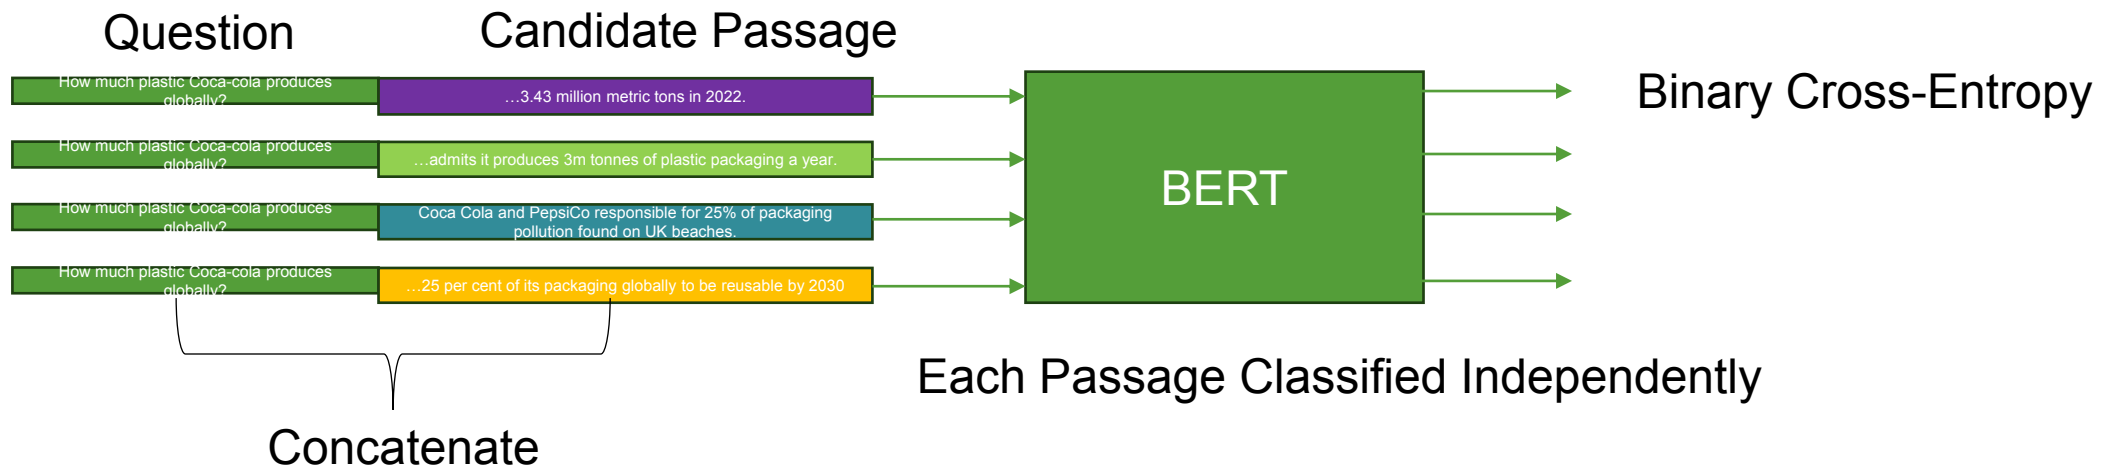 Question
Candidate Passage
How much plastic Coca-cola produces
globally?
…3.43 million metric tons in 2022.
How much plastic Coca-cola produces
globally?
…admits it produces 3m tonnes of plastic packaging a year.
How much plastic Coca-cola produces
globally?
Coca Cola and PepsiCo responsible for 25% of packaging
pollution found on UK beaches.
How much plastic Coca-cola produces
globally?
…25 per cent of its packaging globally to be reusable by 2030
BERT
Binary Cross-Entropy
Each Passage Classified Independently
Concatenate